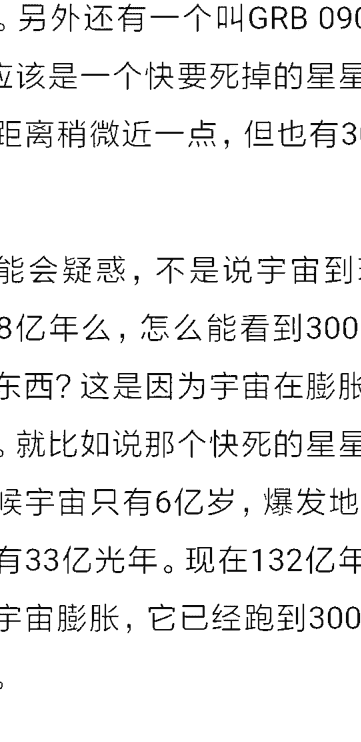 。另外还有一个叫GRB 090
应该是一个快要死掉的星星
距离稍微近一点，但也有30
能会疑惑，不是说宇宙到现
8亿年么，怎么能看到300
东西？这是因为宇宙在膨胀
。就比如说那个快死的星星
候宇宙只有6亿岁，爆发地
有33亿光年。现在132亿年
宇宙膨胀，它已经跑到300
。